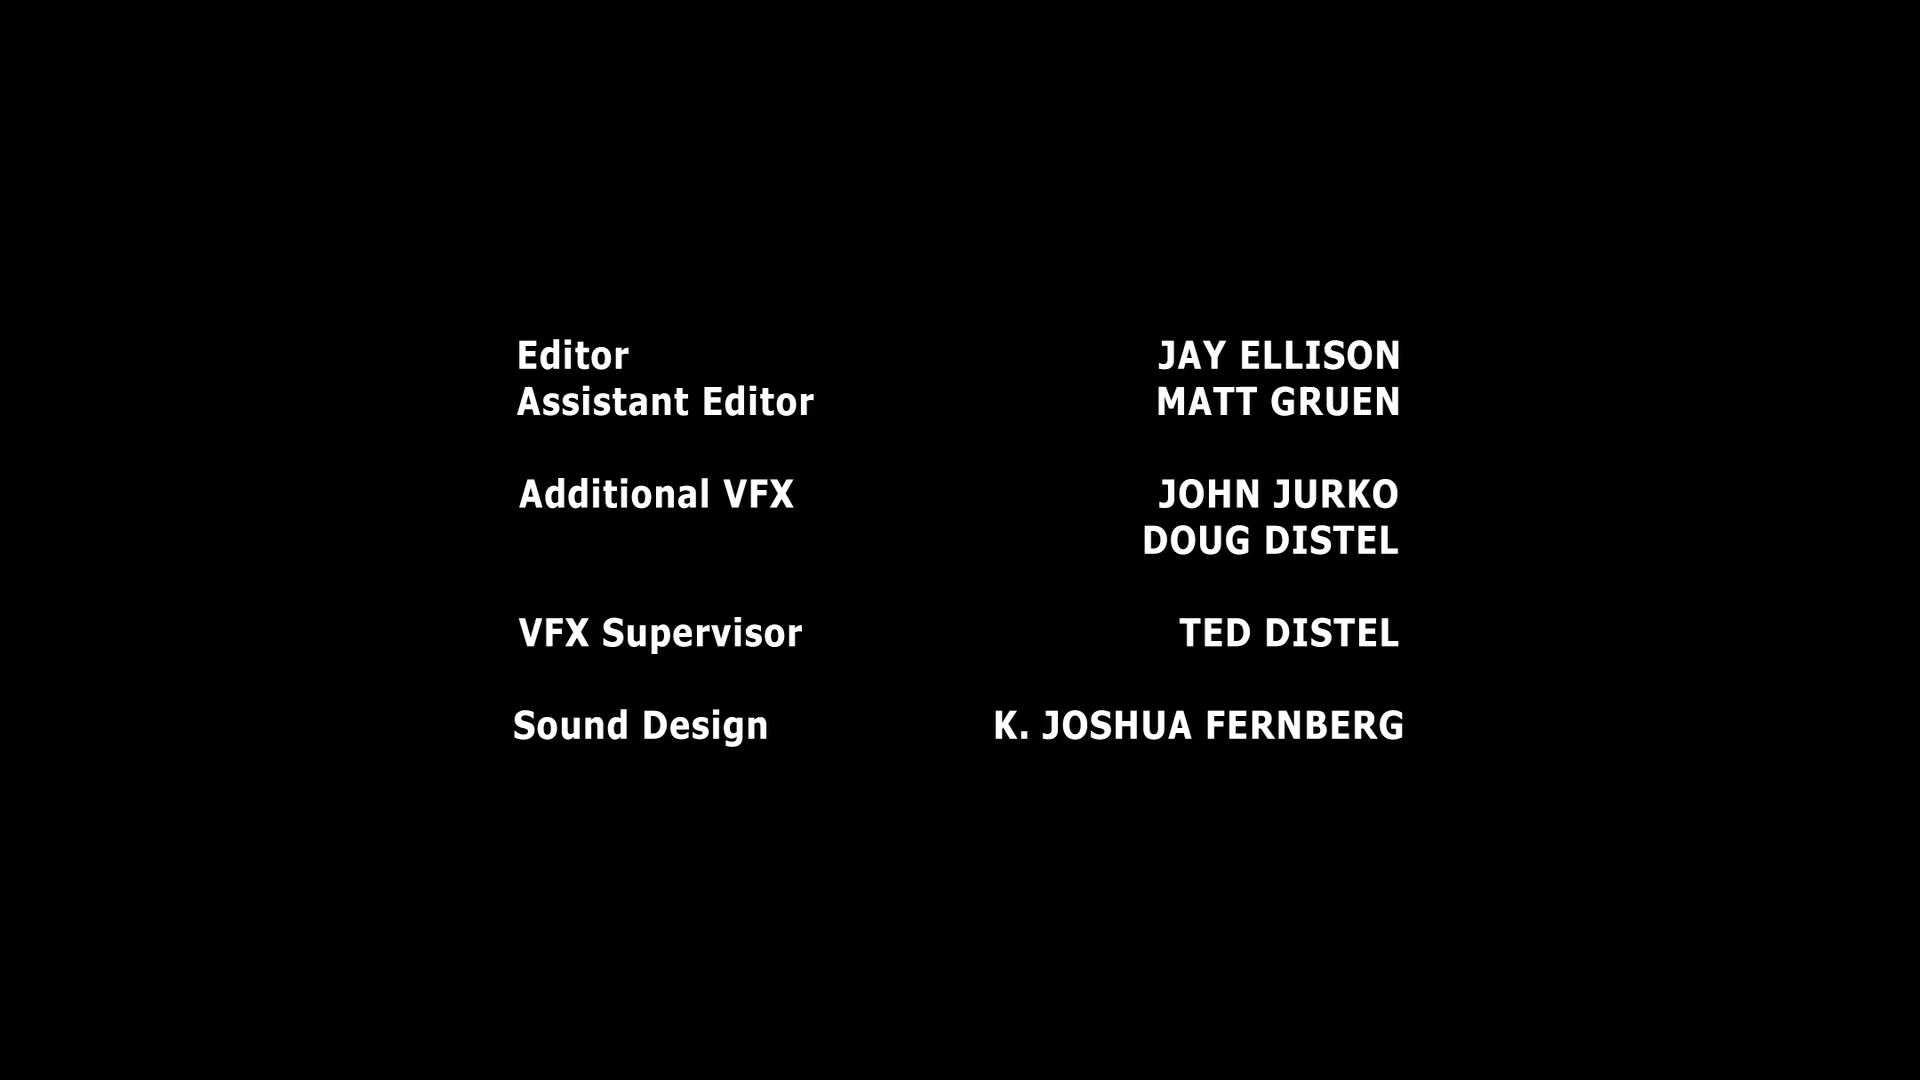 Editor JAY ELLISON
Assistant Editor MATT GRUEN
Additional VFX JOHN JURKO
DOUG DISTEL
VFX Supervisor TED DISTEL
Sound Design K. JOSHUA FERNBERG